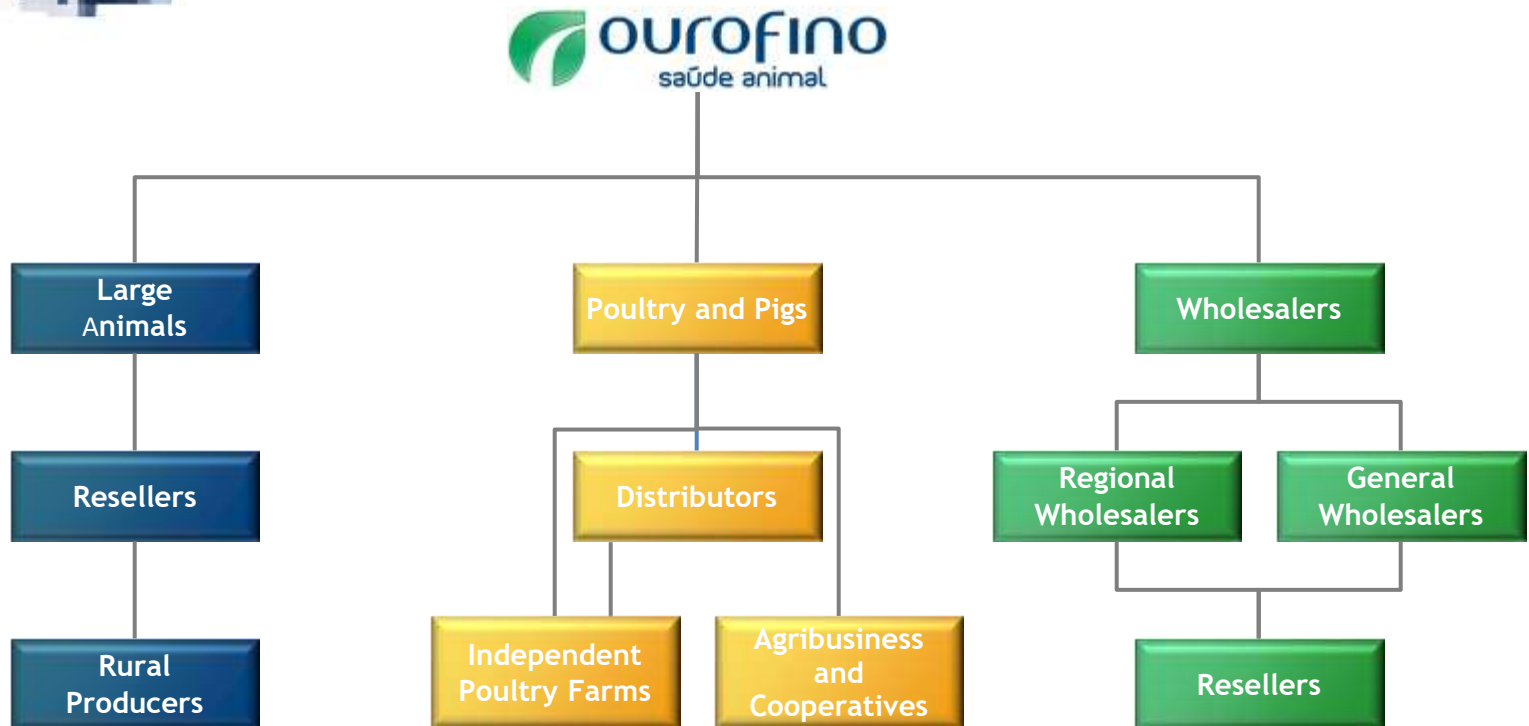 ourofino
saúde animal
Large
Animals
Poultry and Pigs
Wholesalers
Resellers
Distributors
Regional
Wholesalers
General
Wholesalers
Rural
Producers
Independent
Poultry Farms
Agribusiness
and
Cooperatives
Resellers